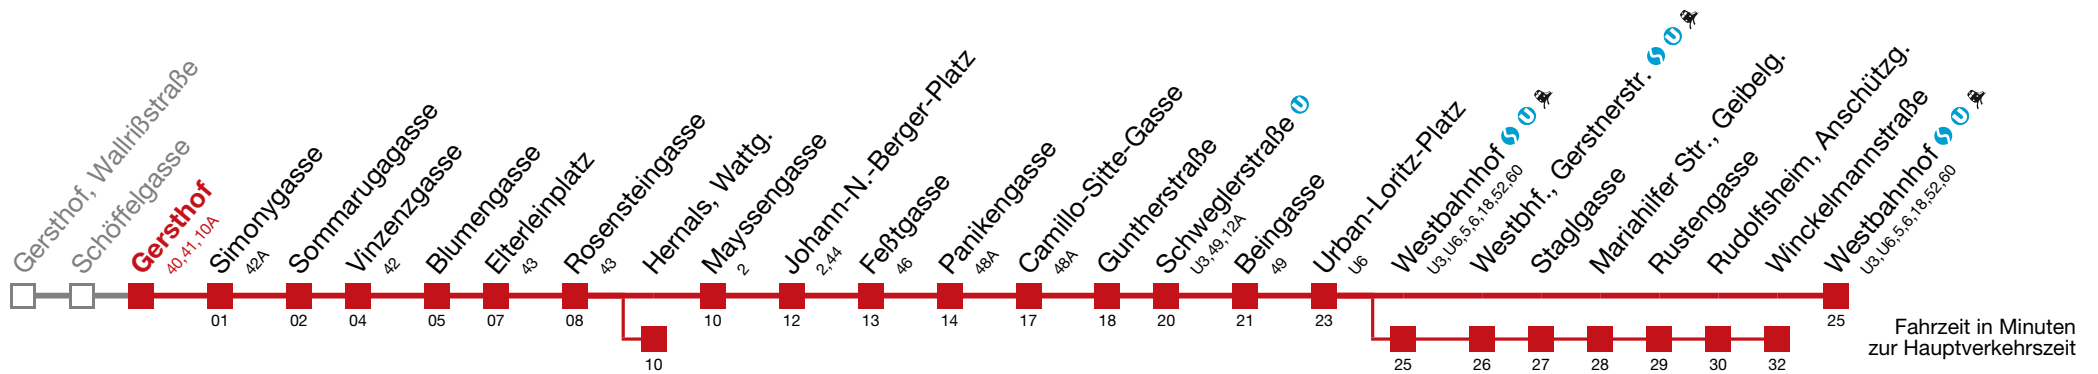 Gersthof, Wallrißstraße
Schöffelgasse
Gersthof
40,41,10A
Simonygasse
42A
Sommarugagasse
Vinzenzgasse
42
Blumengasse
Elterleinplatz
43
Rosensteingasse
43
Hernals, Wattg.
Mayssengasse
2
Johann-N.-Berger-Platz
2,44
Feßtgasse
46
Panikengasse
48A
Camillo-Sitte-Gasse
48A
Guntherstraße
Schweglerstraße U
U3,49,12A
Beingasse
49
Urban-Loritz-Platz
U6
Westbahnhof S U
U3,U6,5,6,18,52,60
Westbhf., Gerstnerstr. S U
Staglgasse
Mariahilfer Str., Geibelg.
Rustengasse
Rudolfsheim, Anschützg.
Winckelmannstraße
Westbahnhof S U
U3,U6,5,6,18,52,60
01 02 04 05 07 08 10 12 13 14 17 18 20 21 23 25
10 25 26 27 28 29 30 32
Fahrzeit in Minuten
zur Hauptverkehrszeit